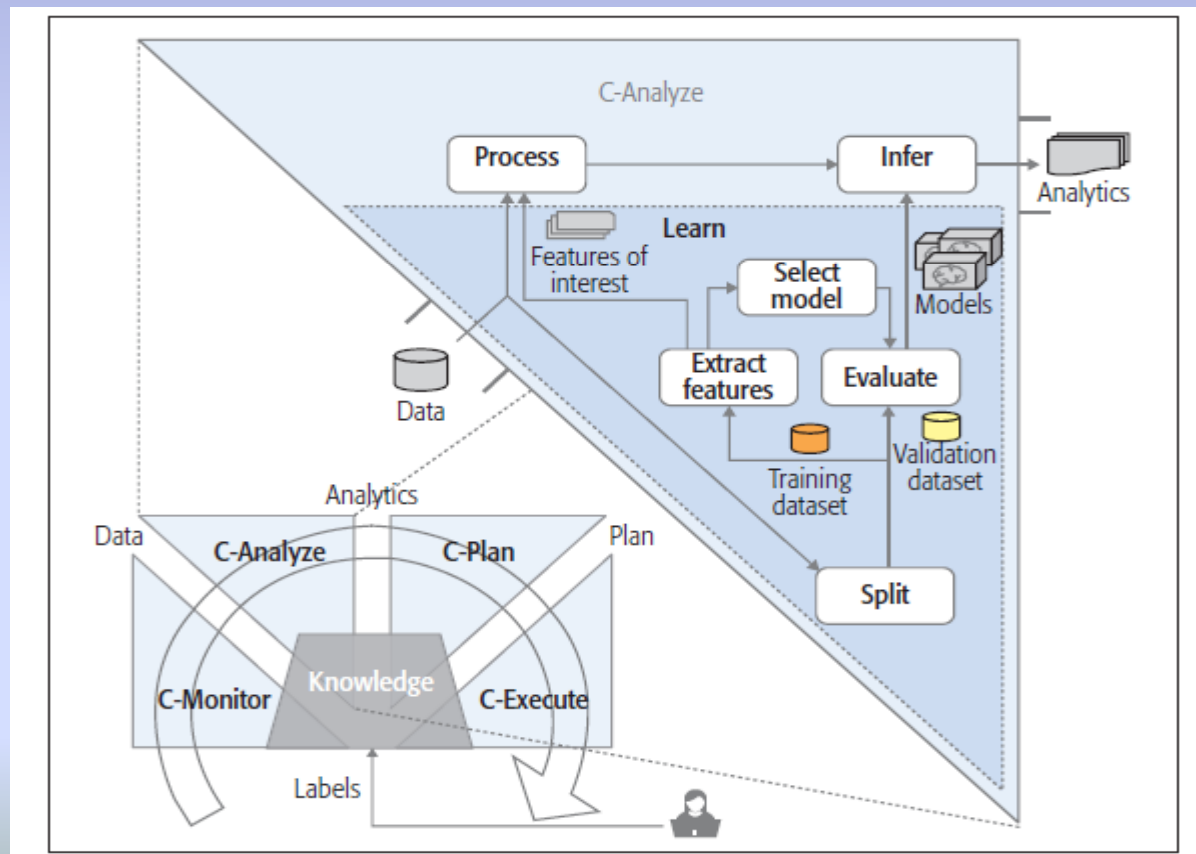 C-Analyze
Process
Infer
Analytics
Learn
Features of
interest
Select
model
Models
Extract
features
Evaluate
Data
Training
dataset
Validation
dataset
Split
Analytics
Data
Plan
C-Analyze
C-Plan
Knowledge
C-Monitor
C-Execute
Labels